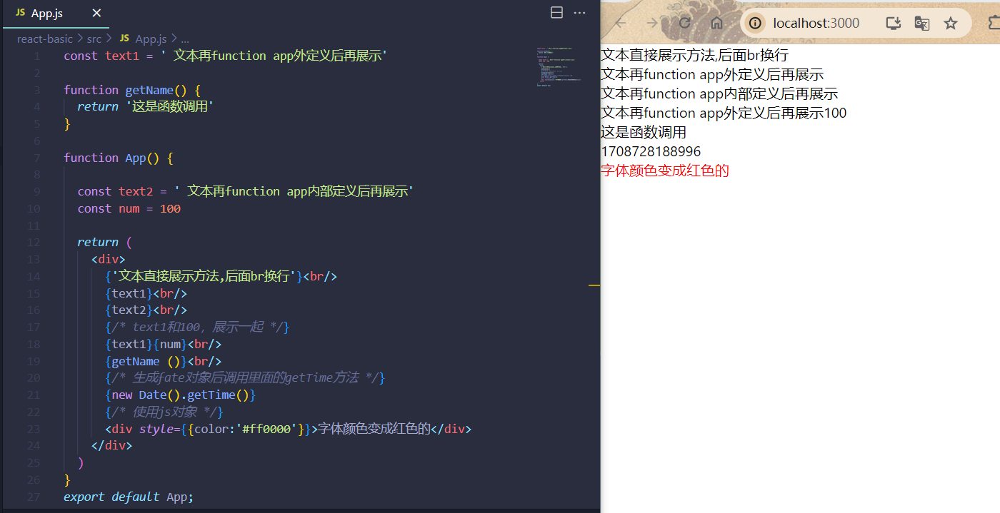 JS App.js
react-basic > src > JS App.js > ...
1 const text1 = ' 文本再function app外定义后再展示'
2
3 function getName() {
4 return '这是函数调用'
5 }
6
7 function App() {
8
9 const text2 = ' 文本再function app内部定义后再展示'
10 const num = 100
11
12 return (
13 <div>
14 {'文本直接展示方法,后面br换行'}<br/>
15 {text1}<br/>
16 {text2}<br/>
17 {/* text1和100，展示一起 */}
18 {text1}{num}<br/>
19 {getName ()}<br/>
20 {/* 生成fate对象后调用里面的getTime方法 */}
21 {new Date().getTime()}
22 {/* 使用js对象 */}
23 <div style={{color:'#ff0000'}}>字体颜色变成红色的</div>
24 </div>
25 )
26 }
27 export default App;
localhost:3000
文本直接展示方法,后面br换行
文本再function app外定义后再展示
文本再function app内部定义后再展示
文本再function app外定义后再展示100
这是函数调用
1708728188996
字体颜色变成红色的